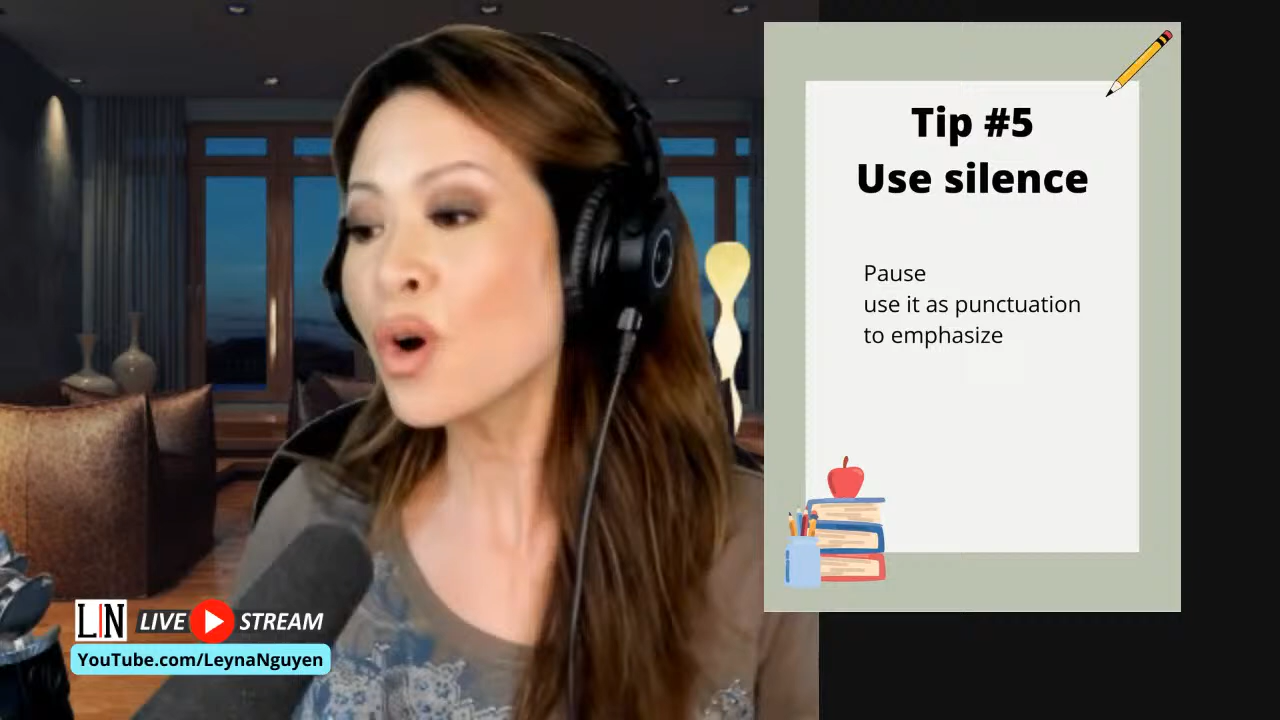 Tip #5
Use silence
Pause
use it as punctuation
to emphasize
LN LIVE STREAM
YouTube.com/LeynaNguyen